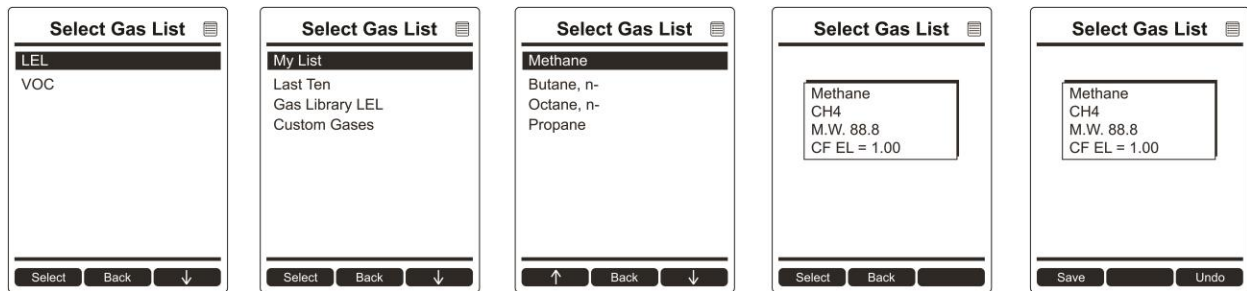 Select Gas List
LEL
VOC
Select Back ↓
Select Gas List
My List
Last Ten
Gas Library LEL
Custom Gases
Select Back ↓
Select Gas List
Methane
Butane, n-
Octane, n-
Propane
↑ Back ↓
Select Gas List
Methane
CH4
M.W. 88.8
CF EL = 1.00
Select Back
Select Gas List
Methane
CH4
M.W. 88.8
CF EL = 1.00
Save Undo